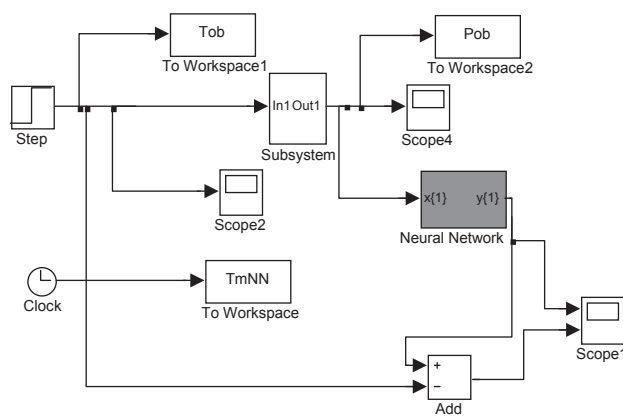 Tob
To Workspace1
Pob
To Workspace2
Step
In1 Out1
Subsystem
Scope4
Scope2
x{1} y{1}
Neural Network
Clock
TmNN
To Workspace
+
−
Add
Scope1